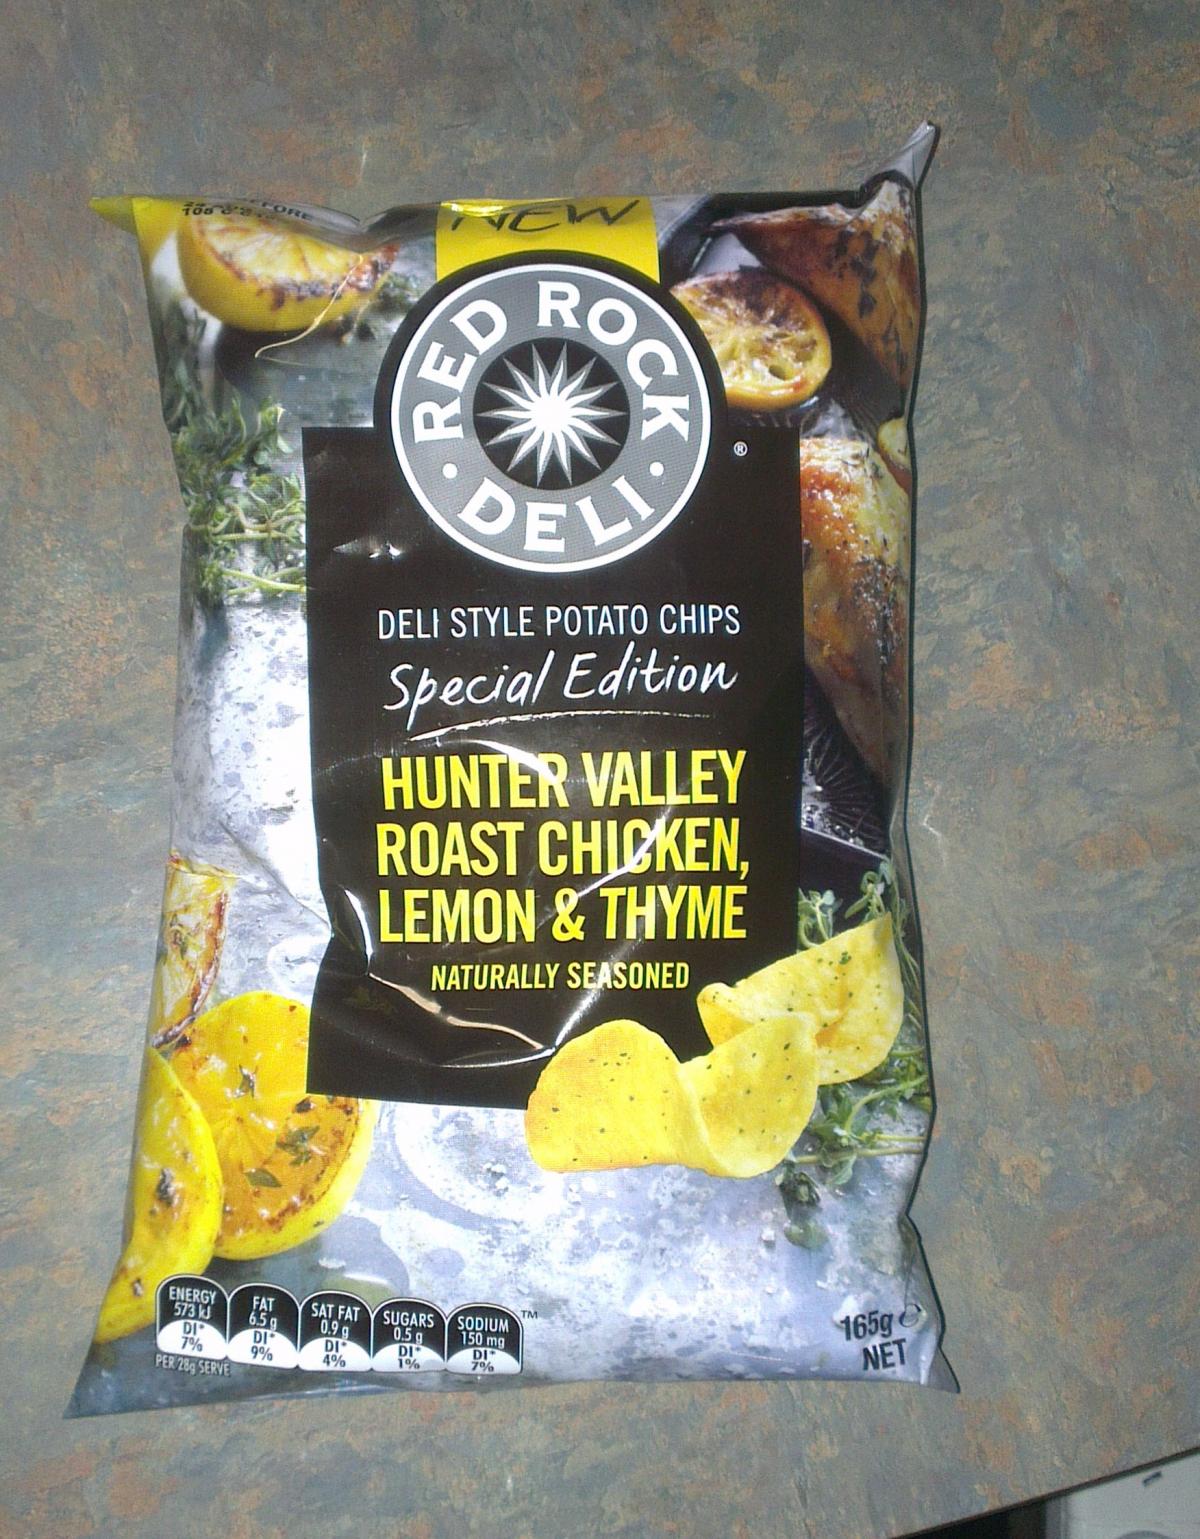 NEW
RED ROCK
DELI
®
DELI STYLE POTATO CHIPS
Special Edition
HUNTER VALLEY
ROAST CHICKEN,
LEMON & THYME
NATURALLY SEASONED
ENERGY
573 kJ
DI*
7%
FAT
6.5 g
DI*
9%
SAT FAT
0.9 g
DI*
4%
SUGARS
0.5 g
DI*
1%
SODIUM
150 mg
DI*
7%
™
PER 28g SERVE
165g e
NET